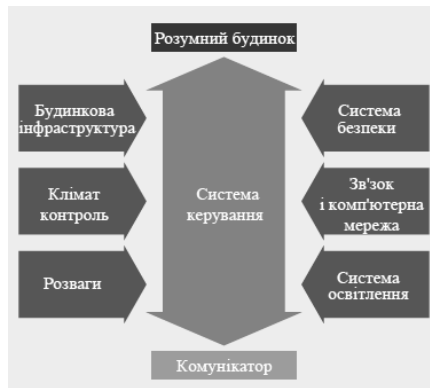 Розумний будинок
Будинкова
інфраструктура
Система
безпеки
Клімат
контроль
Система
керування
Зв'язок
і комп'ютерна
мережа
Розваги
Система
освітлення
Комунікатор